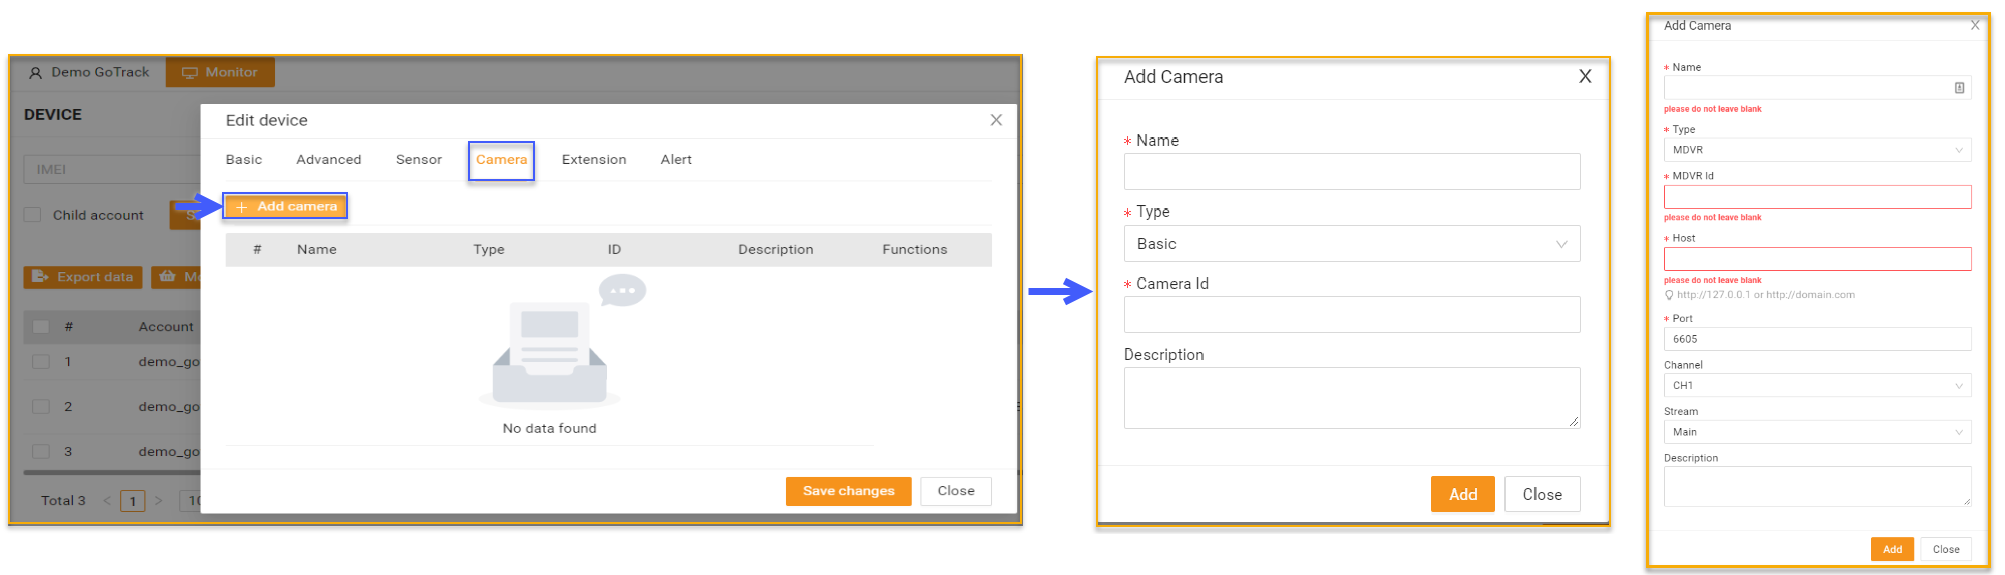 Demo GoTrack
Monitor
DEVICE
IMEI
Child account
Export data
# Account
1 demo_go
2 demo_go
3 demo_go
Total 3 < 1 > 10
Edit device X
Basic Advanced Sensor Camera Extension Alert
+ Add camera
# Name Type ID Description Functions
No data found
Save changes Close
Add Camera X
* Name
* Type
Basic
* Camera Id
Description
Add Close
Add Camera X
* Name
please do not leave blank
* Type
MDVR
* MDVR Id
please do not leave blank
* Host
please do not leave blank
http://127.0.0.1 or http://domain.com
* Port
6605
Channel
CH1
Stream
Main
Description
Add Close